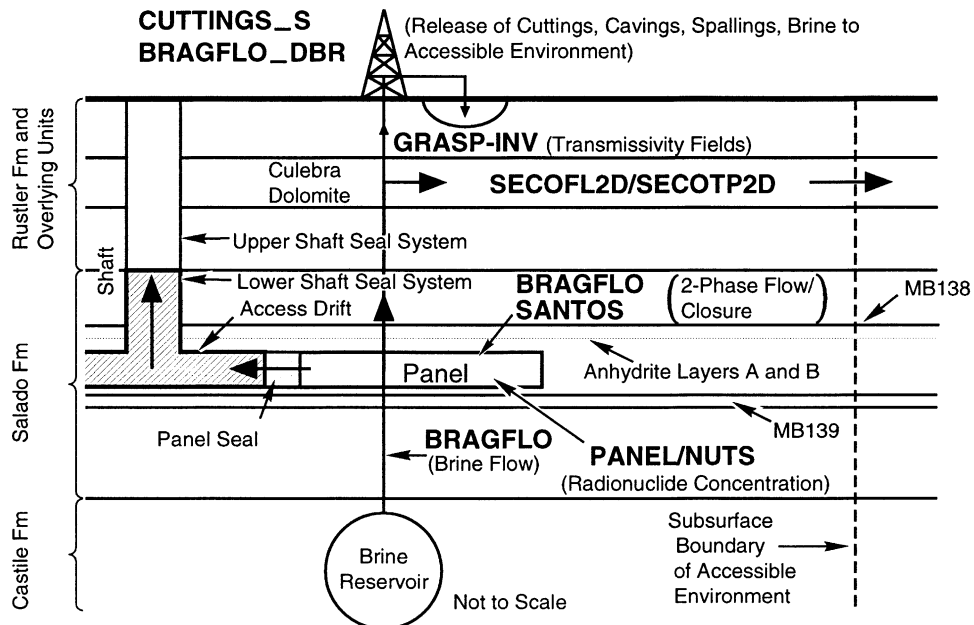 CUTTINGS_S
BRAGFLO_DBR
(Release of Cuttings, Cavings, Spallings, Brine to
Accessible Environment)
Rustler Fm and
Overlying Units
GRASP-INV (Transmissivity Fields)
Culebra
Dolomite
SECOFL2D/SECOTP2D
Upper Shaft Seal System
Shaft
Lower Shaft Seal System
Access Drift
BRAGFLO
SANTOS
(2-Phase Flow/
Closure)
MB138
Salado Fm
Panel
Anhydrite Layers A and B
Panel Seal
MB139
BRAGFLO
(Brine Flow)
PANEL/NUTS
(Radionuclide Concentration)
Castile Fm
Brine
Reservoir
Not to Scale
Subsurface
Boundary
of Accessible
Environment